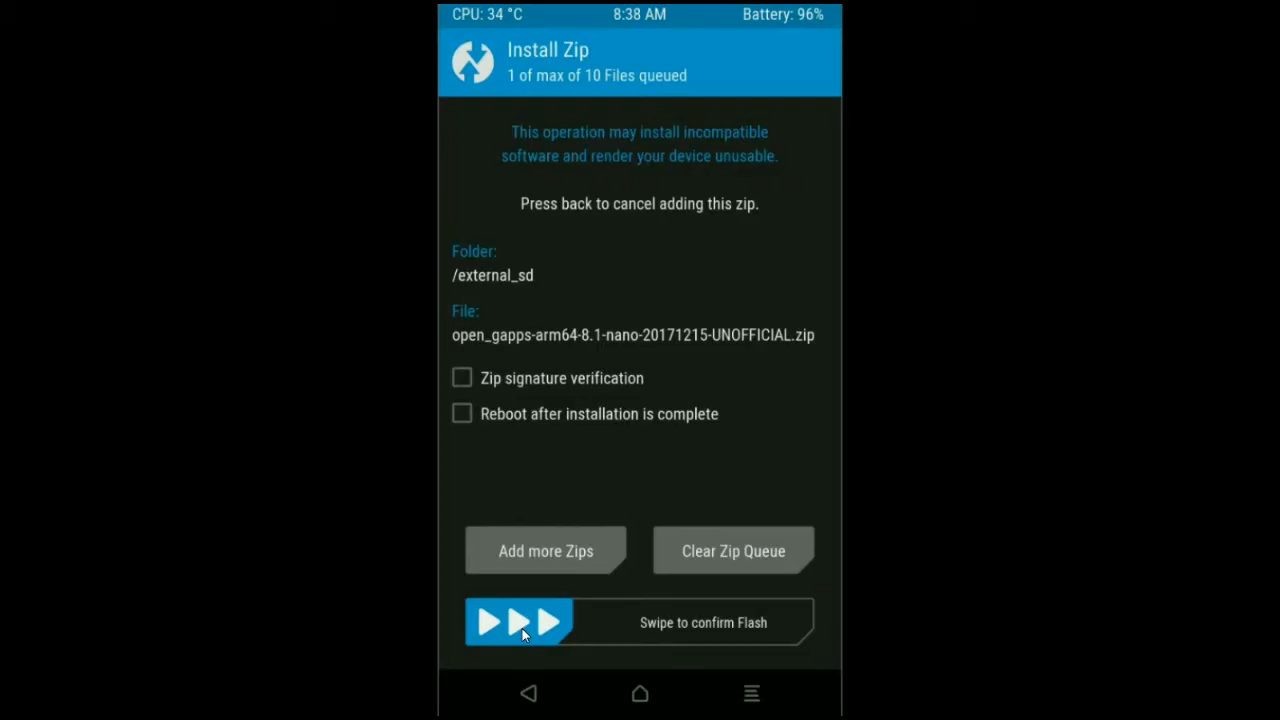 CPU: 34 °C 8:38 AM Battery: 96%
Install Zip
1 of max of 10 Files queued
This operation may install incompatible
software and render your device unusable.
Press back to cancel adding this zip.
Folder:
/external_sd
File:
open_gapps-arm64-8.1-nano-20171215-UNOFFICIAL.zip
Zip signature verification
Reboot after installation is complete
Add more Zips Clear Zip Queue
Swipe to confirm Flash